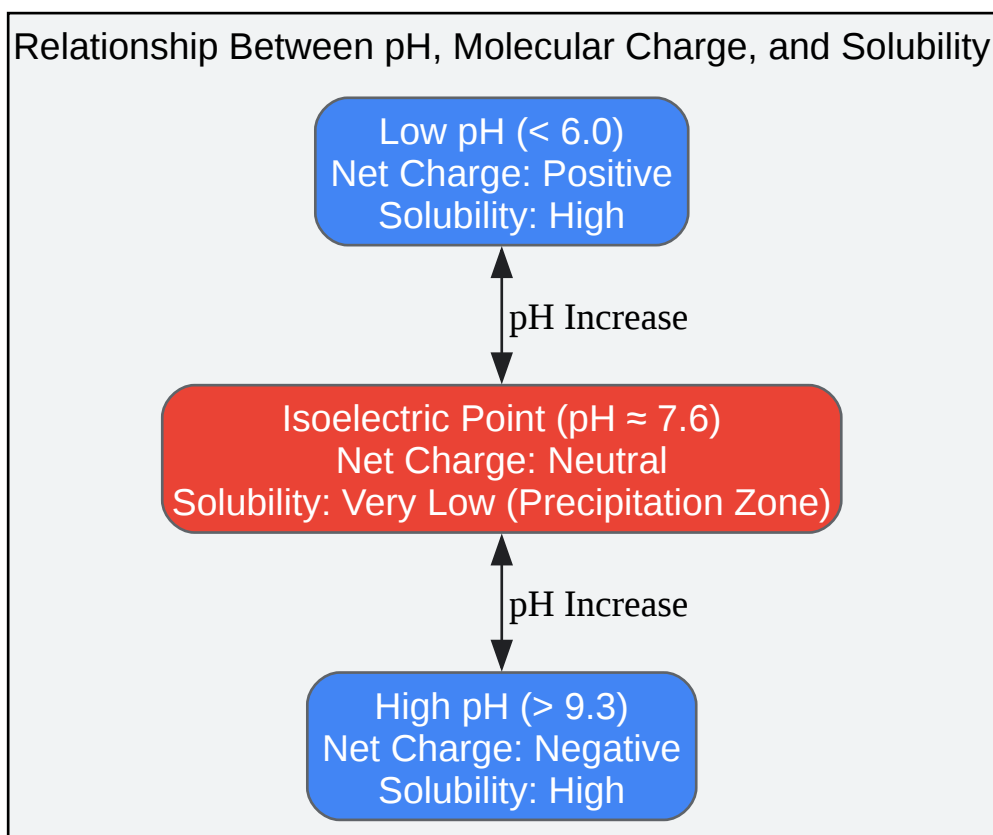 Relationship Between pH, Molecular Charge, and Solubility
Low pH (< 6.0)
Net Charge: Positive
Solubility: High
pH Increase
Isoelectric Point (pH ≈ 7.6)
Net Charge: Neutral
Solubility: Very Low (Precipitation Zone)
pH Increase
High pH (> 9.3)
Net Charge: Negative
Solubility: High